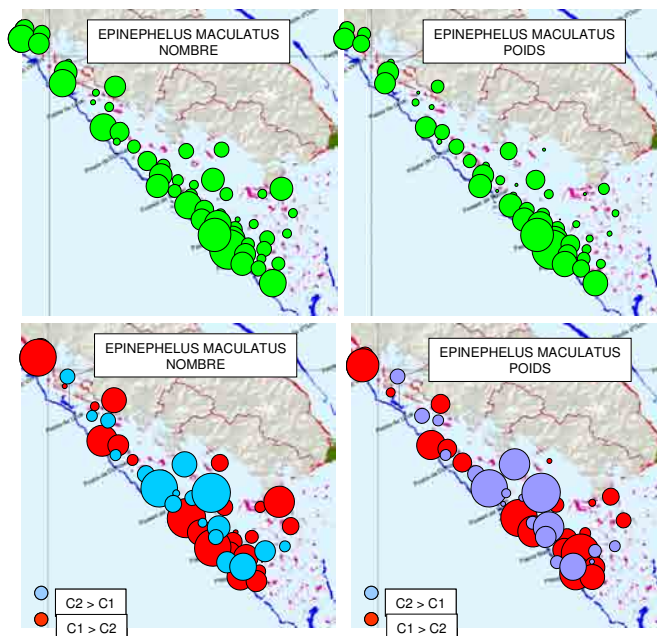 EPINEPHELUS MACULATUS
NOMBRE
EPINEPHELUS MACULATUS
POIDS
EPINEPHELUS MACULATUS
NOMBRE
EPINEPHELUS MACULATUS
POIDS
C2 > C1
C1 > C2
C2 > C1
C1 > C2